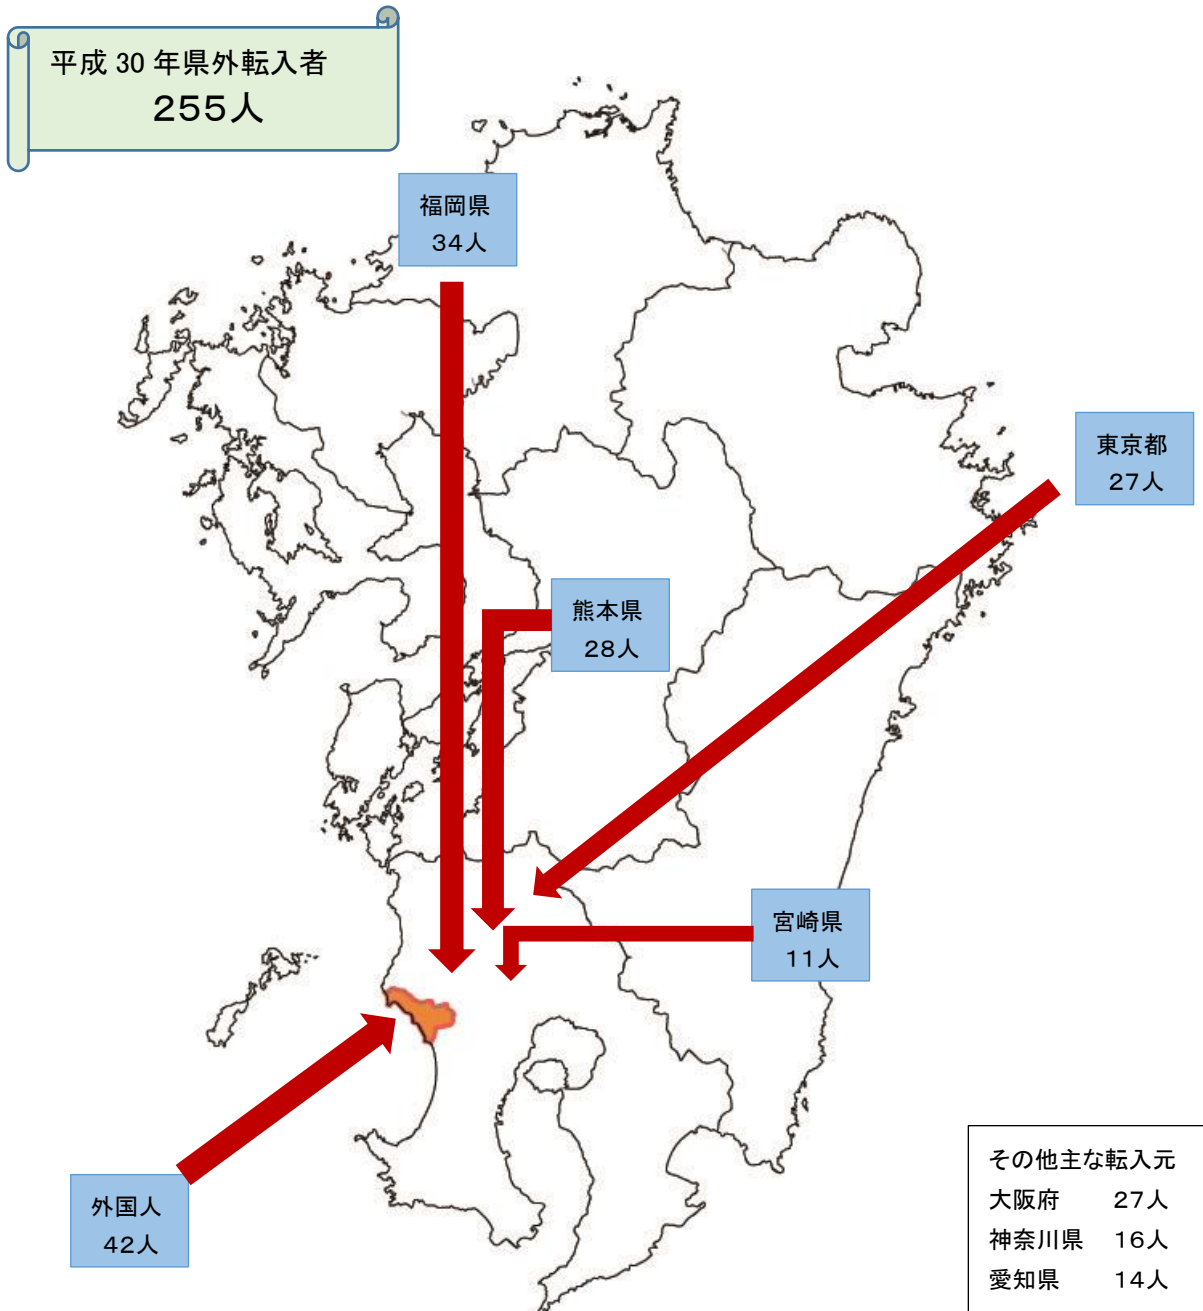 平成 30 年県外転入者
255人
福岡県
34人
東京都
27人
熊本県
28人
宮崎県
11人
外国人
42人
その他主な転入元
大阪府 27人
神奈川県 16人
愛知県 14人